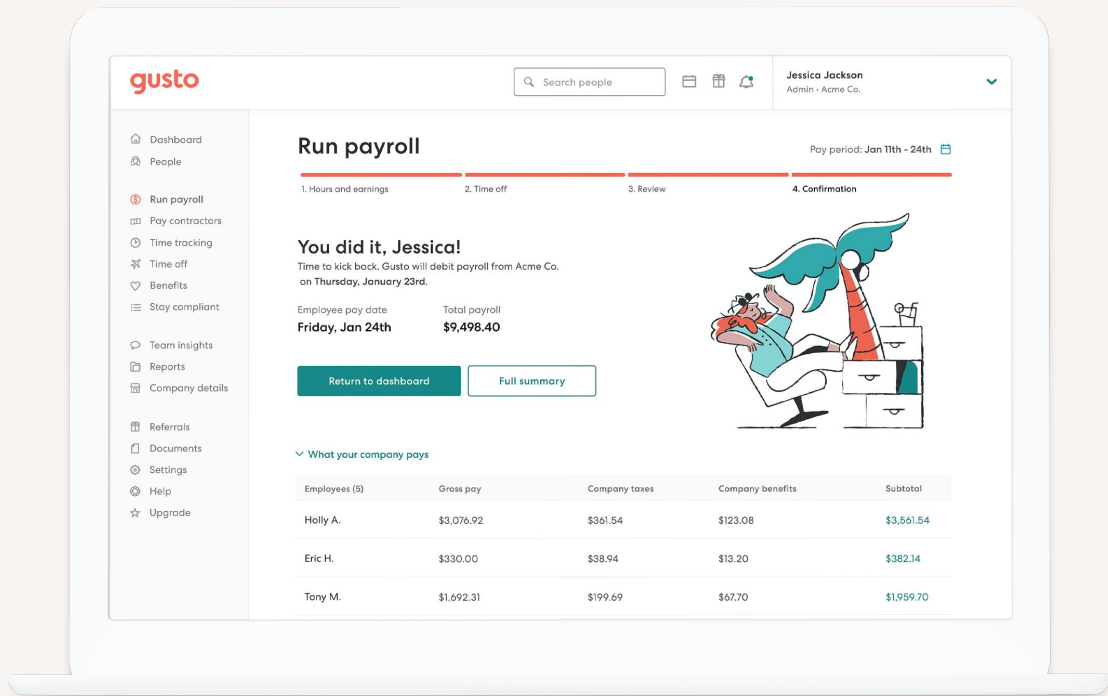 gusto
Search people
Jessica Jackson
Admin • Acme Co.
Dashboard
People
Run payroll
Pay contractors
Time tracking
Time off
Benefits
Stay compliant
Team insights
Reports
Company details
Referrals
Documents
Settings
Help
Upgrade
Run payroll
Pay period: Jan 11th - 24th
1. Hours and earnings
2. Time off
3. Review
4. Confirmation
You did it, Jessica!
Time to kick back. Gusto will debit payroll from Acme Co.
on Thursday, January 23rd.
Employee pay date
Friday, Jan 24th
Total payroll
$9,498.40
Return to dashboard
Full summary
What your company pays
Employees (5) Gross pay Company taxes Company benefits Subtotal
Holly A. $3,076.92 $361.54 $123.08 $3,561.54
Eric H. $330.00 $38.94 $13.20 $382.14
Tony M. $1,692.31 $199.69 $67.70 $1,959.70